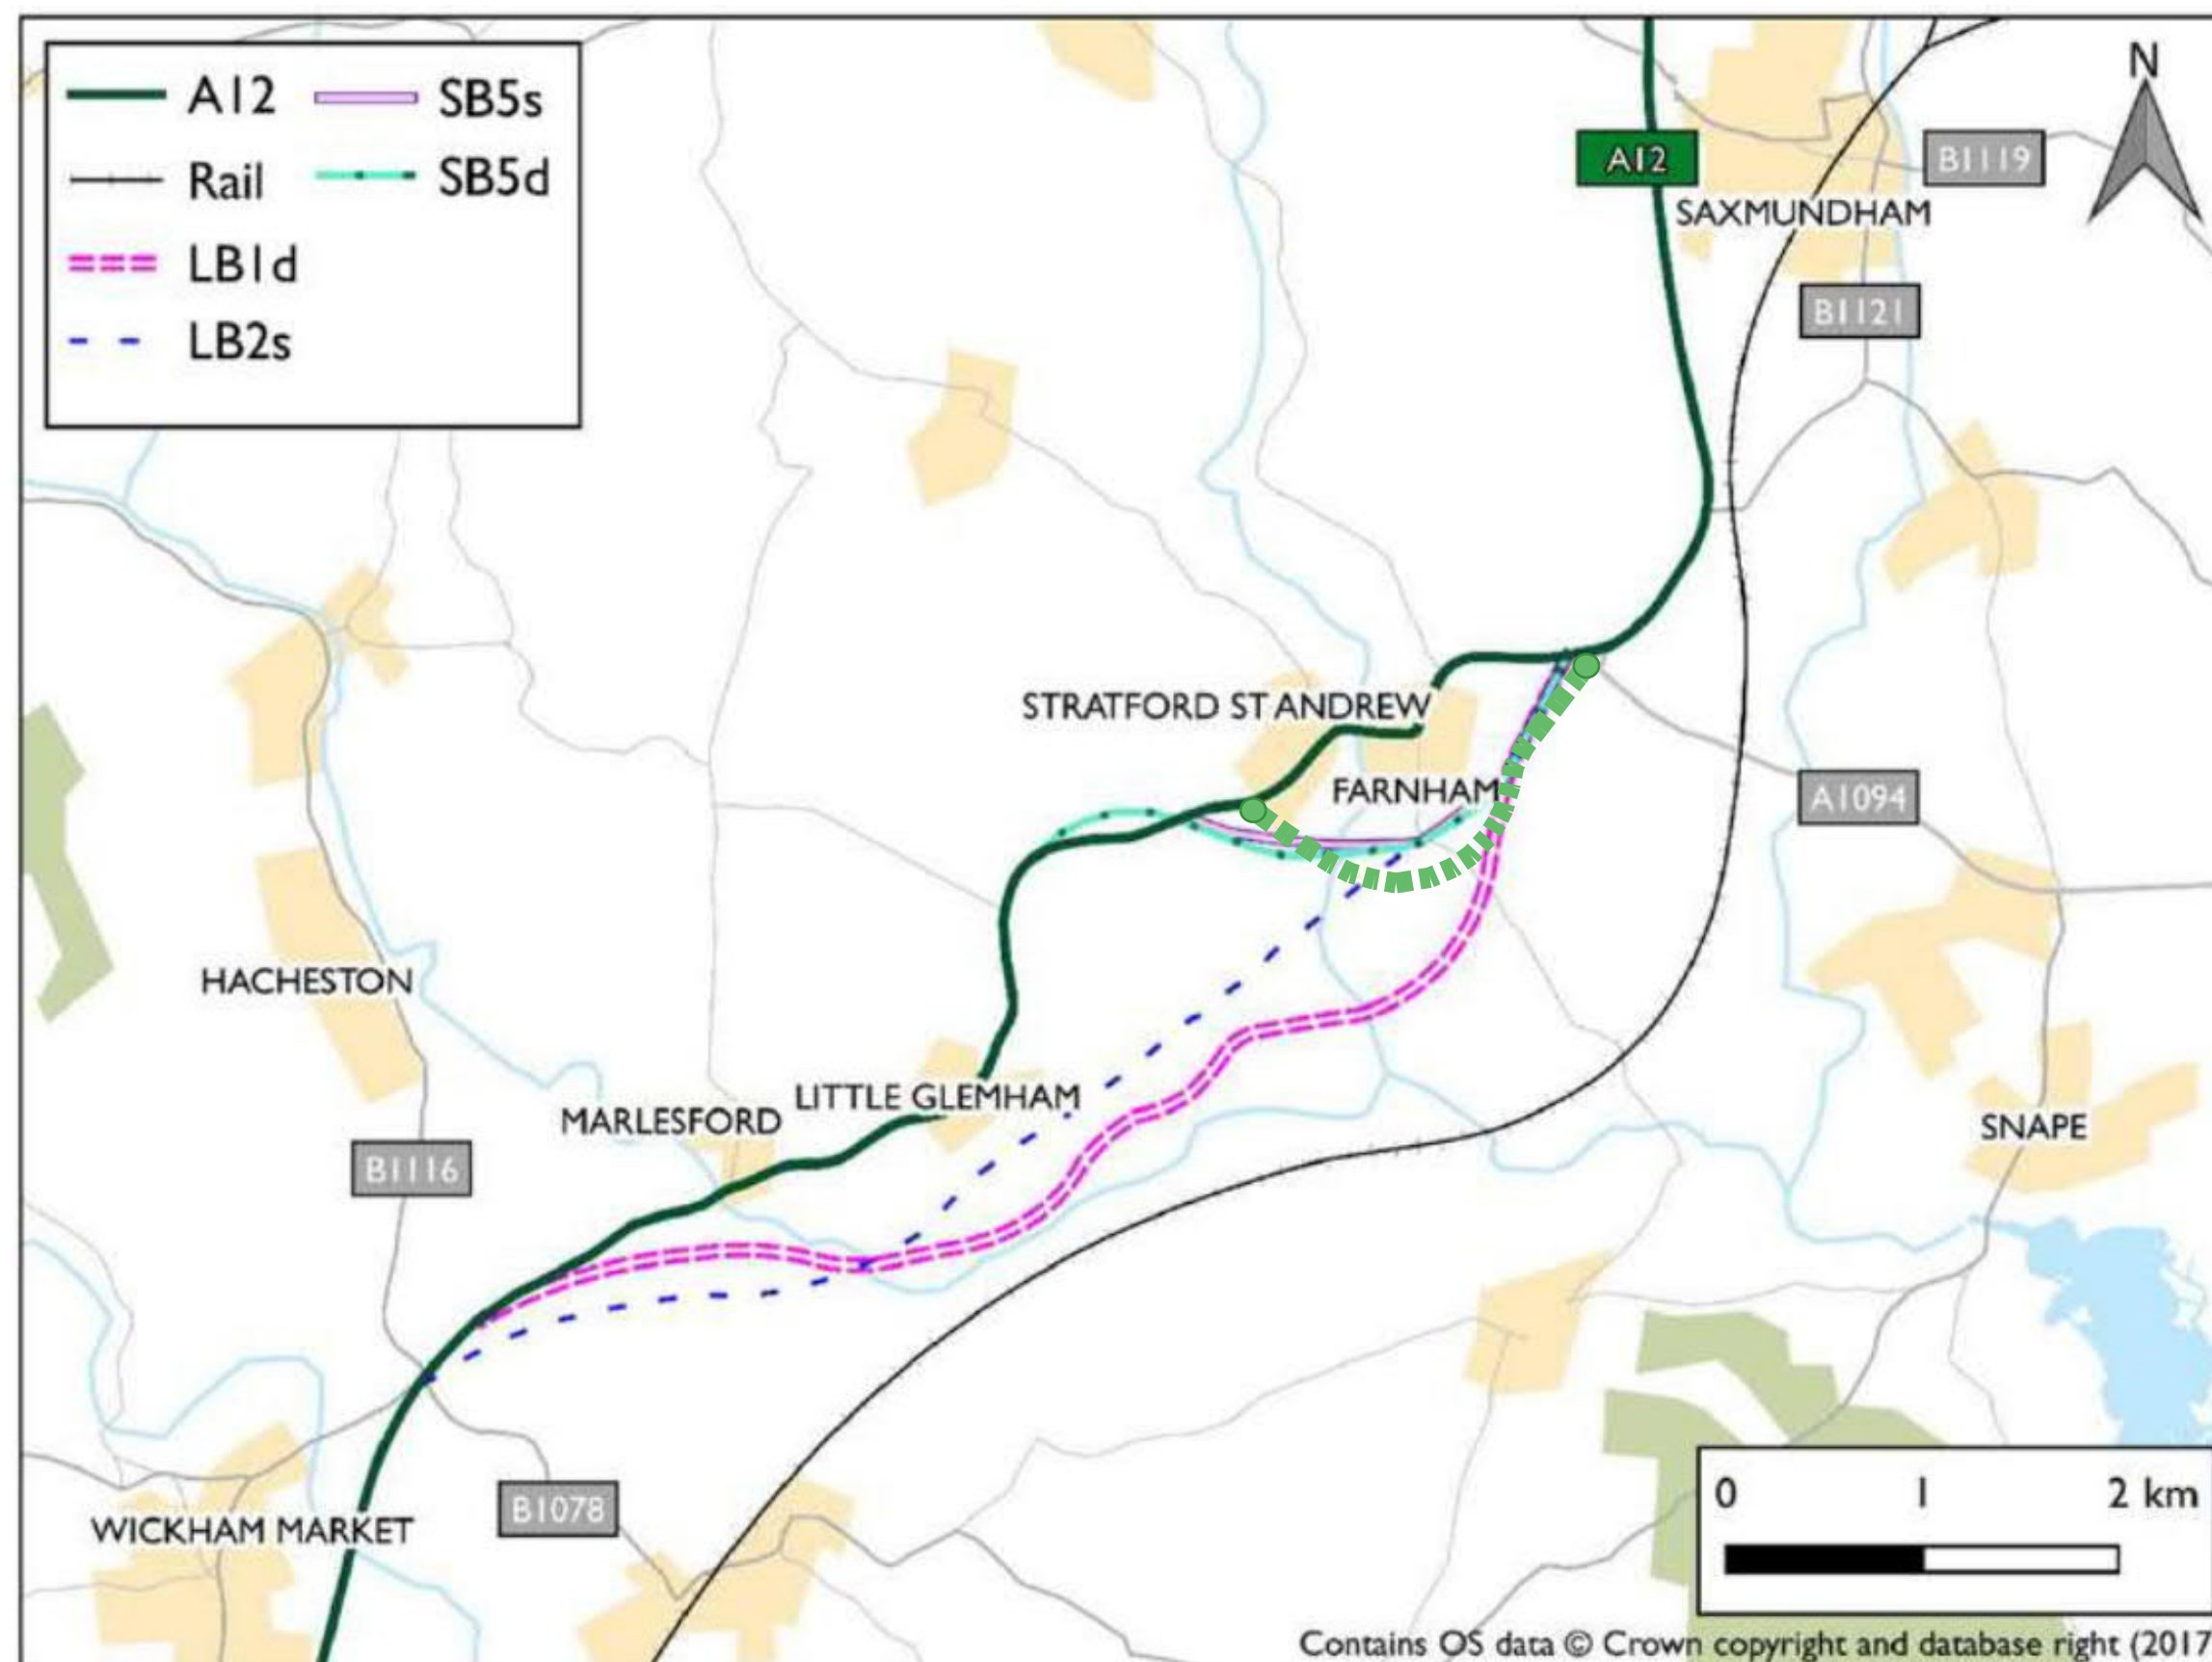 A12
SB5s
Rail
SB5d
LB1d
LB2s
N
A12
B1119
SAXMUNDHAM
B1121
STRATFORD ST ANDREW
FARNHAM
A1094
HACHESTON
LITTLE GLEMHAM
MARLESFORD
SNAPE
B1116
B1078
WICKHAM MARKET
0 1 2 km
Contains OS data © Crown copyright and database right (2017